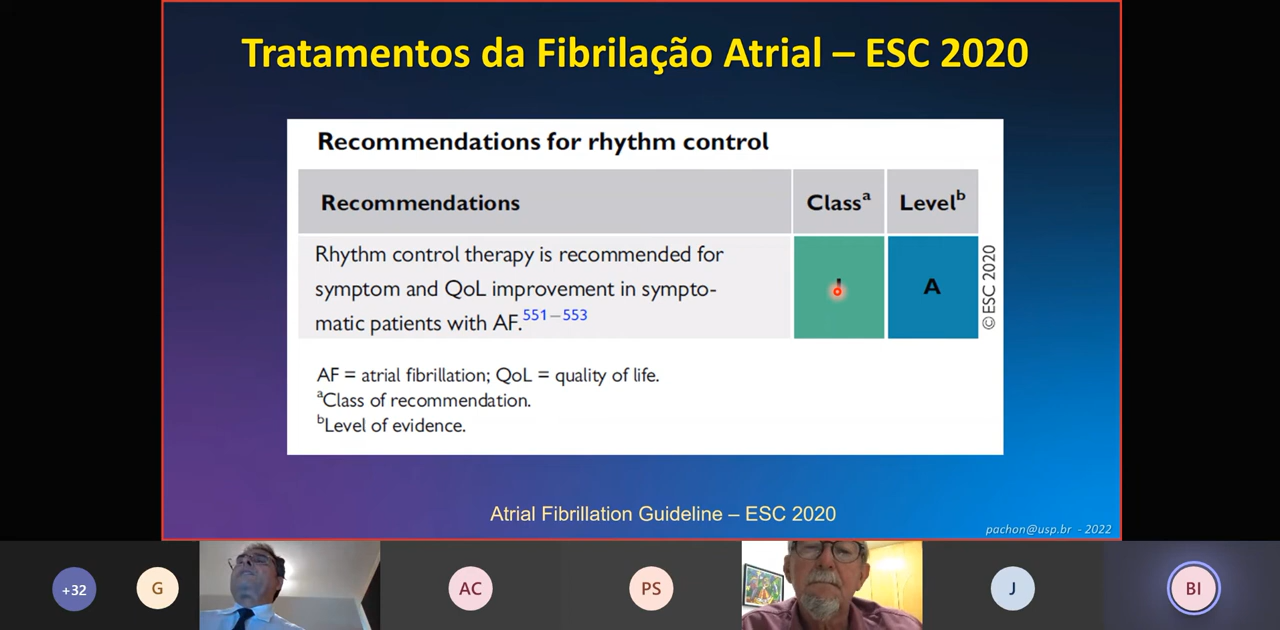 Tratamentos da Fibrilação Atrial – ESC 2020
Recommendations for rhythm control
Recommendations Classᵃ Levelᵇ
Rhythm control therapy is recommended for
symptom and QoL improvement in sympto-
matic patients with AF.⁵⁵¹⁻⁵⁵³
A
© ESC 2020
AF = atrial fibrillation; QoL = quality of life.
ᵃClass of recommendation.
ᵇLevel of evidence.
Atrial Fibrillation Guideline – ESC 2020
pachon@usp.br - 2022
+32
G
AC
PS
J
BI